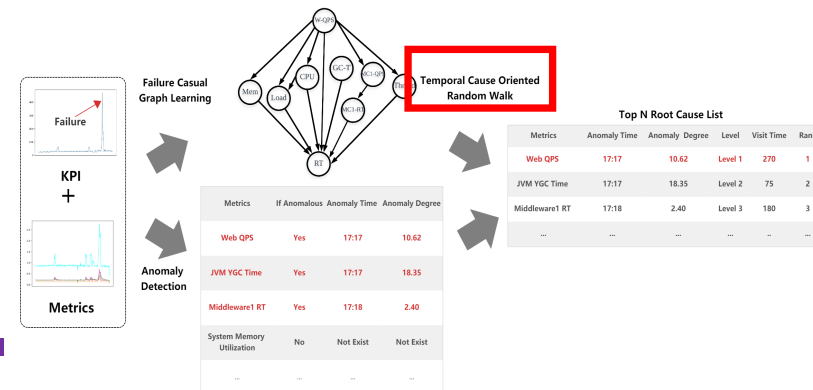 W-QPS
Mem
Load
CPU
GC-T
MC1-QPS
MC3-RT
RT
Failure Casual
Graph Learning
Temporal Cause Oriented
Random Walk
Failure
KPI
+
Metrics
Anomaly
Detection
Metrics If Anomalous Anomaly Time Anomaly Degree
Web QPS Yes 17:17 10.62
JVM YGC Time Yes 17:17 18.35
Middleware1 RT Yes 17:18 2.40
System Memory
Utilization No Not Exist Not Exist
... ... ... ...
Top N Root Cause List
Metrics Anomaly Time Anomaly Degree Level Visit Time Ran
Web QPS 17:17 10.62 Level 1 270 1
JVM YGC Time 17:17 18.35 Level 2 75 2
Middleware1 RT 17:18 2.40 Level 3 180 3
... ... ... ... .. ...